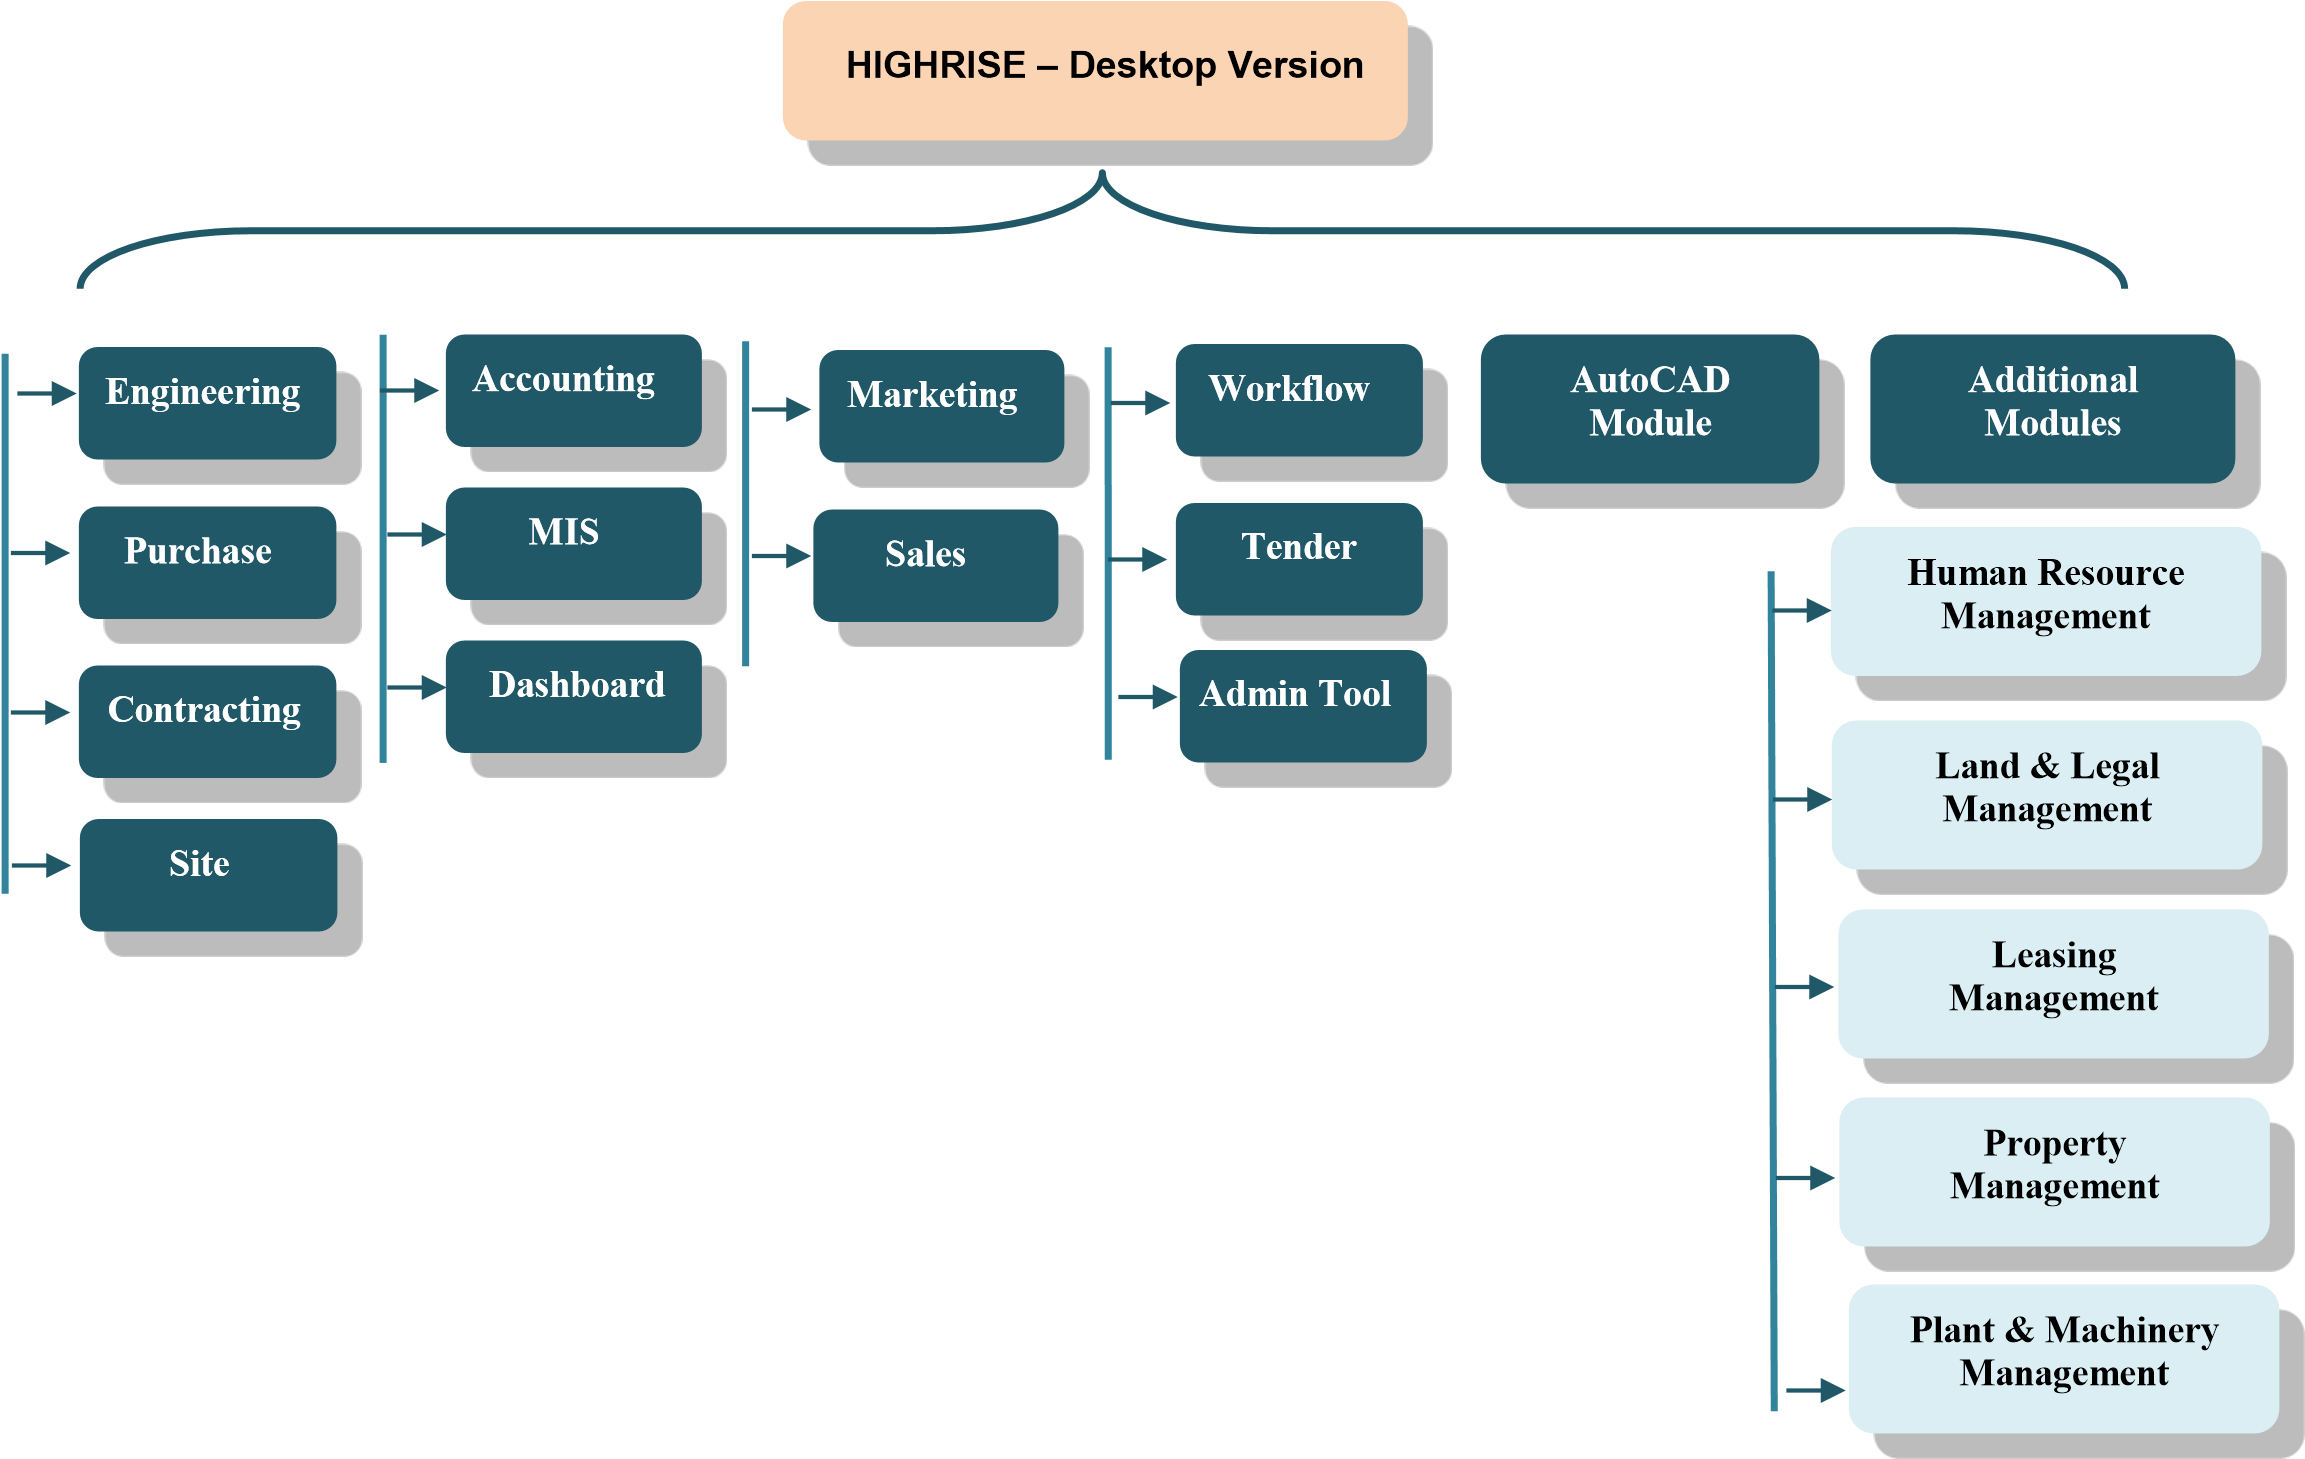 HIGHRISE – Desktop Version
Engineering
Purchase
Contracting
Site
Accounting
MIS
Dashboard
Marketing
Sales
Workflow
Tender
Admin Tool
AutoCAD
Module
Additional
Modules
Human Resource
Management
Land & Legal
Management
Leasing
Management
Property
Management
Plant & Machinery
Management